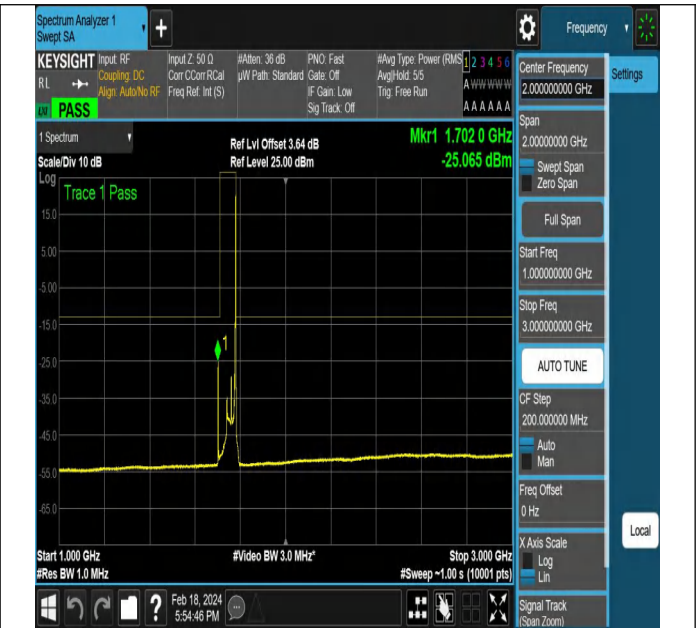 Spectrum Analyzer 1
Swept SA
+
Frequency
KEYSIGHT
RL
PASS
Input: RF
Coupling: DC
Align: Auto/No RF
Input Z: 50 Ω
Corr CCorr RCal
Freq Ref: Int (S)
#Atten: 36 dB
µW Path: Standard
PNO: Fast
Gate: Off
IF Gain: Low
Sig Track: Off
#Avg Type: Power (RMS
Avg|Hold: 5/5
Trig: Free Run
1 2 3 4 5 6
A W W W W W
A A A A A A
1 Spectrum
Scale/Div 10 dB
Ref Lvl Offset 3.64 dB
Ref Level 25.00 dBm
Mkr1 1.702 0 GHz
-25.065 dBm
Log
Trace 1 Pass
15.0
5.00
-5.00
-15.0
-25.0
-35.0
-45.0
-55.0
-65.0
1
Start 1.000 GHz
#Res BW 1.0 MHz
#Video BW 3.0 MHz*
Stop 3.000 GHz
#Sweep ~1.00 s (10001 pts)
?
Feb 18, 2024
5:54:46 PM
Center Frequency
2.000000000 GHz
Settings
Span
2.00000000 GHz
Swept Span
Zero Span
Full Span
Start Freq
1.000000000 GHz
Stop Freq
3.000000000 GHz
AUTO TUNE
CF Step
200.000000 MHz
Auto
Man
Freq Offset
0 Hz
X Axis Scale
Log
Lin
Signal Track
(Span Zoom)
Local